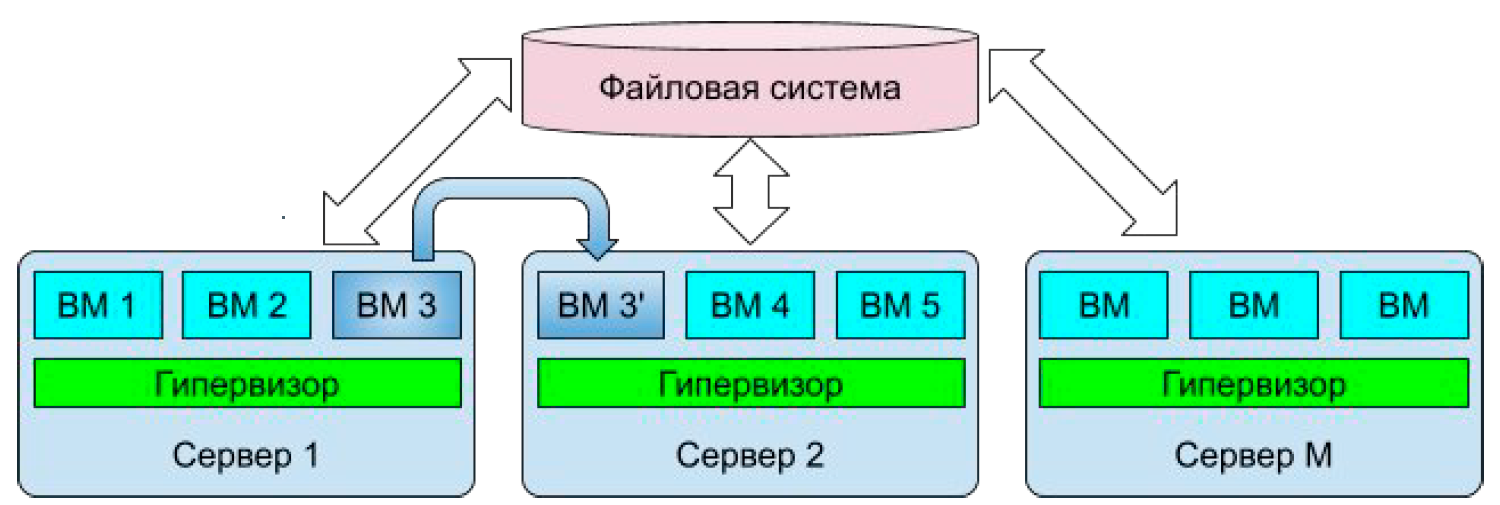 Файловая система
ВМ 1 ВМ 2 ВМ 3 ВМ 3' ВМ 4 ВМ 5 ВМ ВМ ВМ
Гипервизор Гипервизор Гипервизор
Сервер 1 Сервер 2 Сервер М